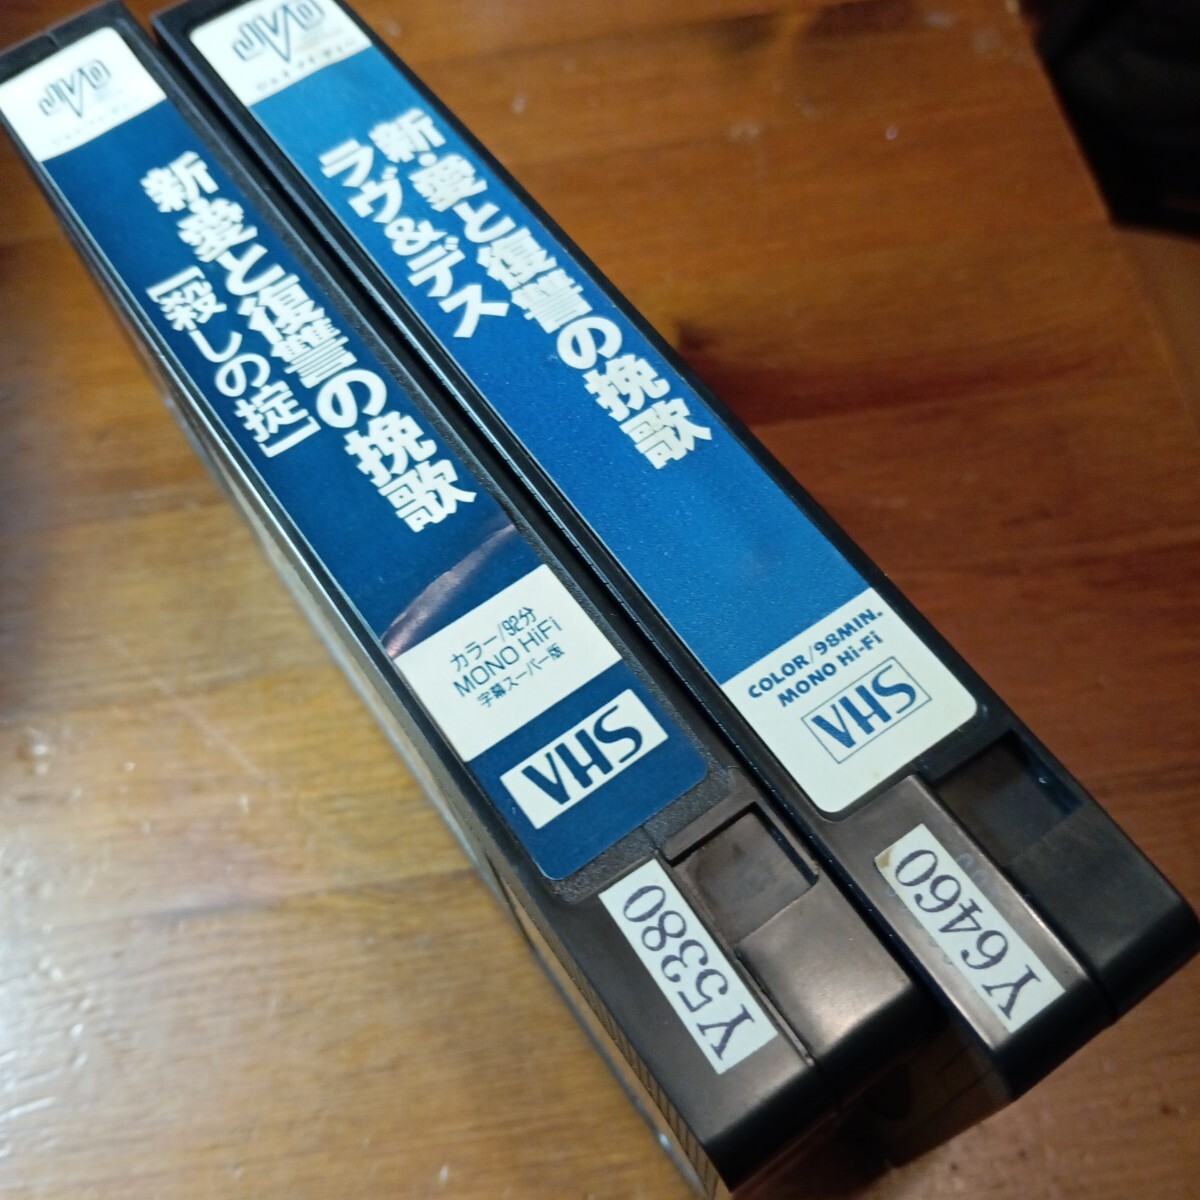 JVD
新・愛と復讐の挽歌
[殺しの掟]
カラー/92分
MONO HiFi
字幕スーパー版
VHS
Y5380
JVD
新・愛と復讐の挽歌
ラヴ&デス
COLOR/98MIN.
MONO Hi-Fi
VHS
Y6460